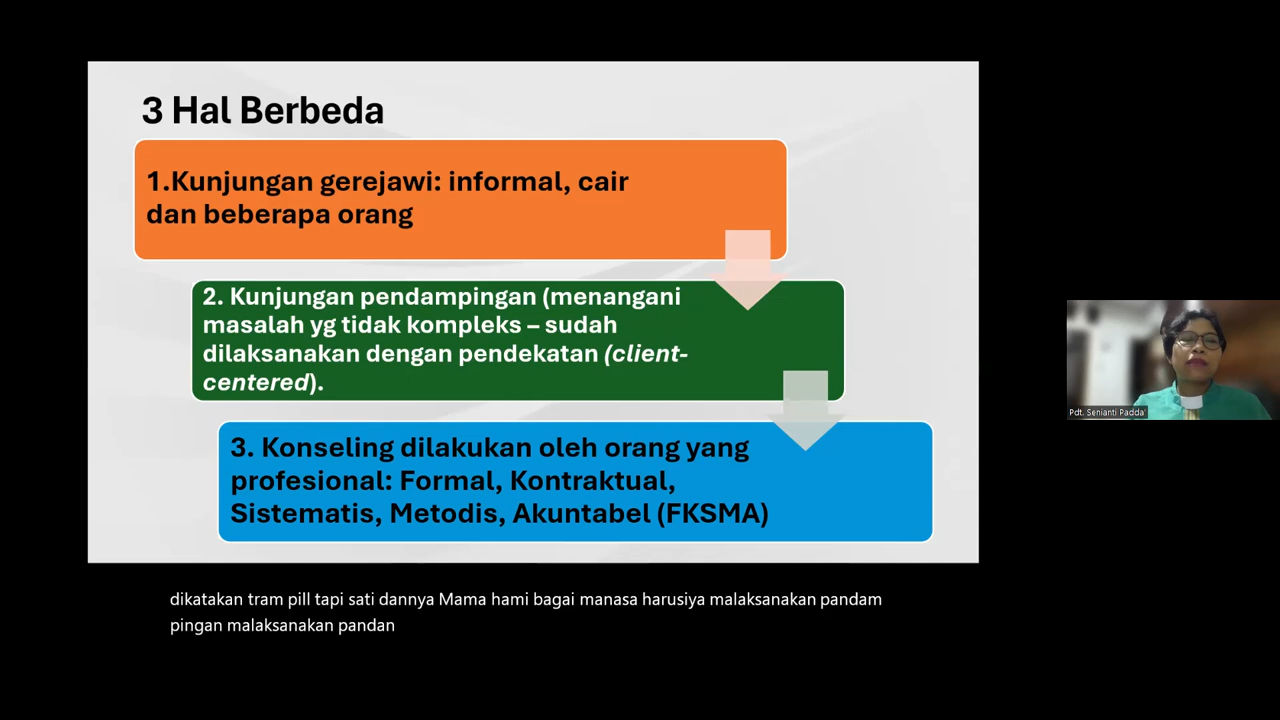 3 Hal Berbeda
1.Kunjungan gerejawi: informal, cair
dan beberapa orang
2. Kunjungan pendampingan (menangani
masalah yg tidak kompleks – sudah
dilaksanakan dengan pendekatan (client-
centered).
3. Konseling dilakukan oleh orang yang
profesional: Formal, Kontraktual,
Sistematis, Metodis, Akuntabel (FKSMA)
Pdt. Senianti Padda'
dikatakan tram pill tapi sati dannya Mama hami bagai manasa harusiya malaksanakan pandam
pingan malaksanakan pandan